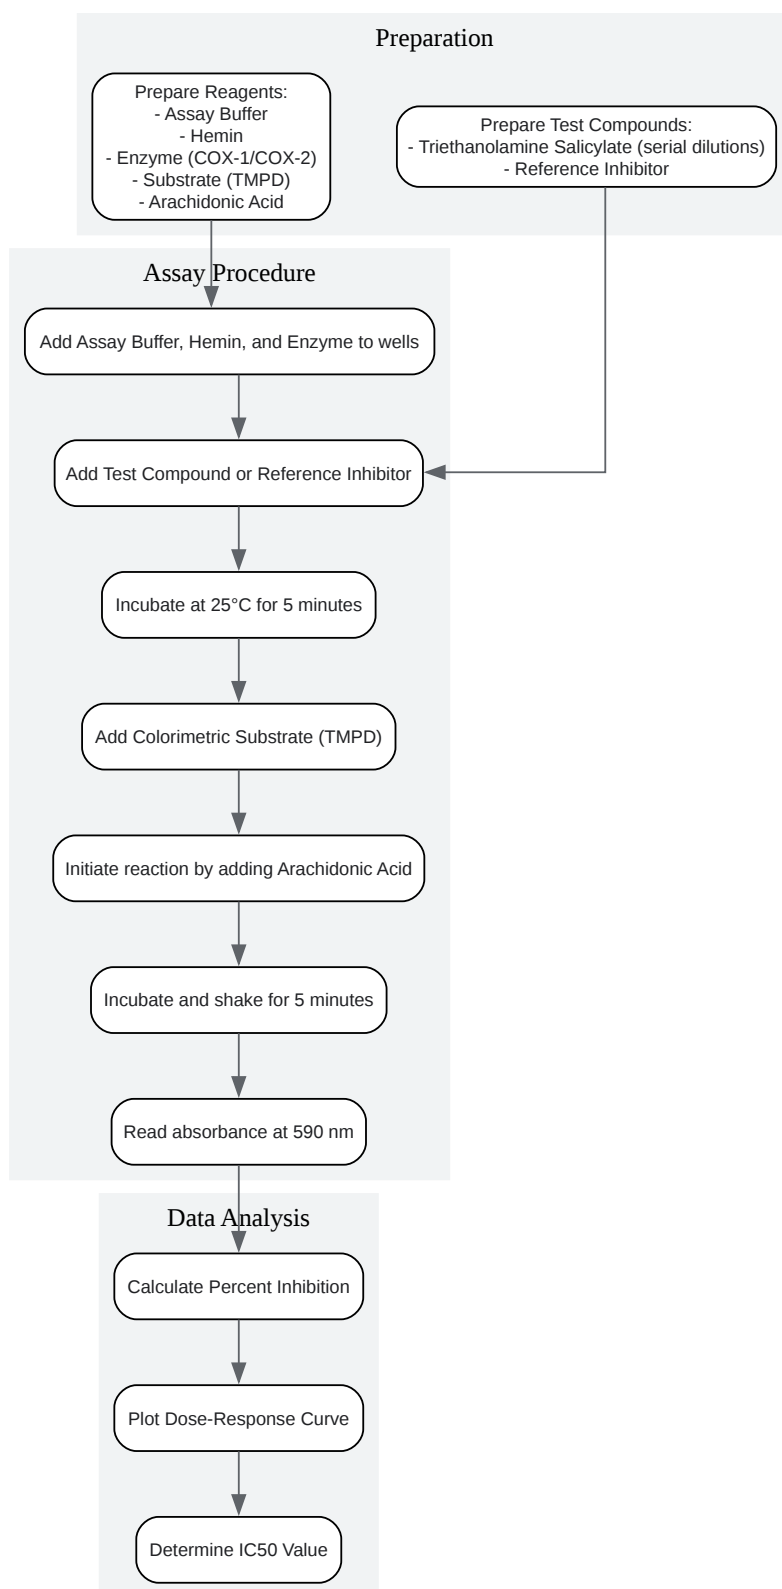 Preparation
Prepare Reagents:
- Assay Buffer
- Hemin
- Enzyme (COX-1/COX-2)
- Substrate (TMPD)
- Arachidonic Acid
Prepare Test Compounds:
- Triethanolamine Salicylate (serial dilutions)
- Reference Inhibitor
Assay Procedure
Add Assay Buffer, Hemin, and Enzyme to wells
Add Test Compound or Reference Inhibitor
Incubate at 25°C for 5 minutes
Add Colorimetric Substrate (TMPD)
Initiate reaction by adding Arachidonic Acid
Incubate and shake for 5 minutes
Read absorbance at 590 nm
Data Analysis
Calculate Percent Inhibition
Plot Dose-Response Curve
Determine IC50 Value